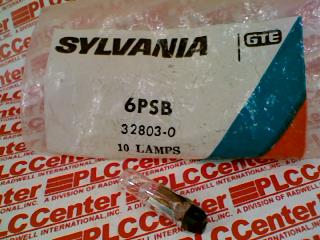 SYLVANIA
GTE
6PSB
32803-0
10 LAMPS
PLCCenter
A DIVISION OF RADWELL INTERNATIONAL, INC.